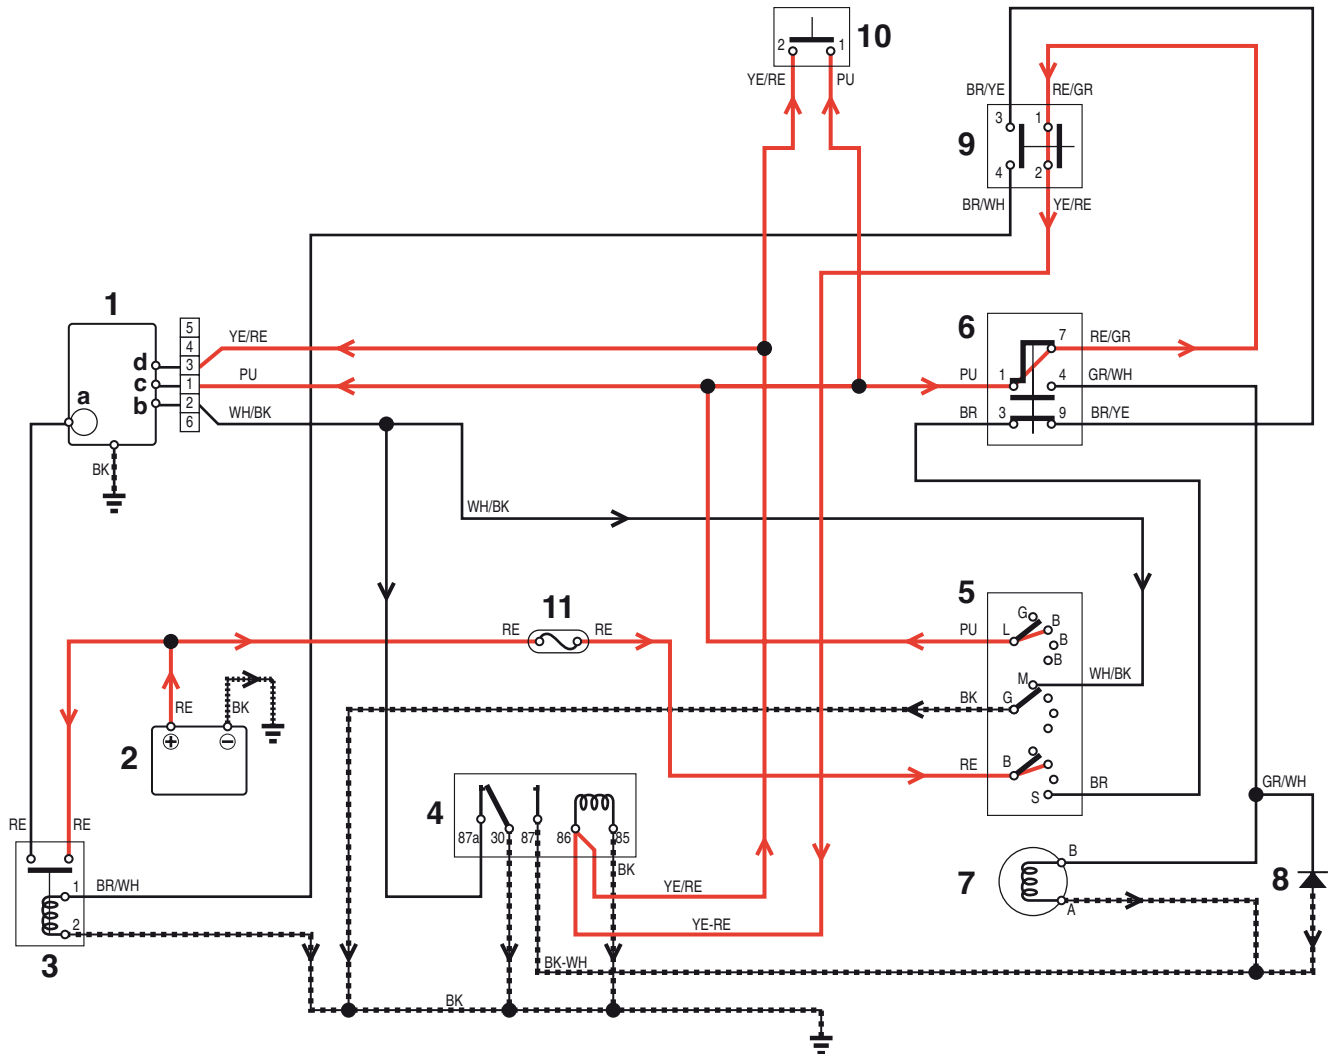 10
2 1
YE/RE PU
BR/YE RE/GR
3 1
9
4 2
BR/WH YE/RE
1
5
4
3
1
2
6
d
c
b
a
YE/RE
PU
WH/BK
BK
6
7 RE/GR
PU 1 4 GR/WH
BR 3 9 BR/YE
WH/BK
11
RE RE
5
G
B
PU L B
B
M WH/BK
BK G
RE B
S BR
RE BK
+ −
2
4
87a 30 87 86 85
BK
YE/RE
YE-RE
BK-WH
BK
GR/WH
7
B
A
8
RE RE
1 BR/WH
2
3